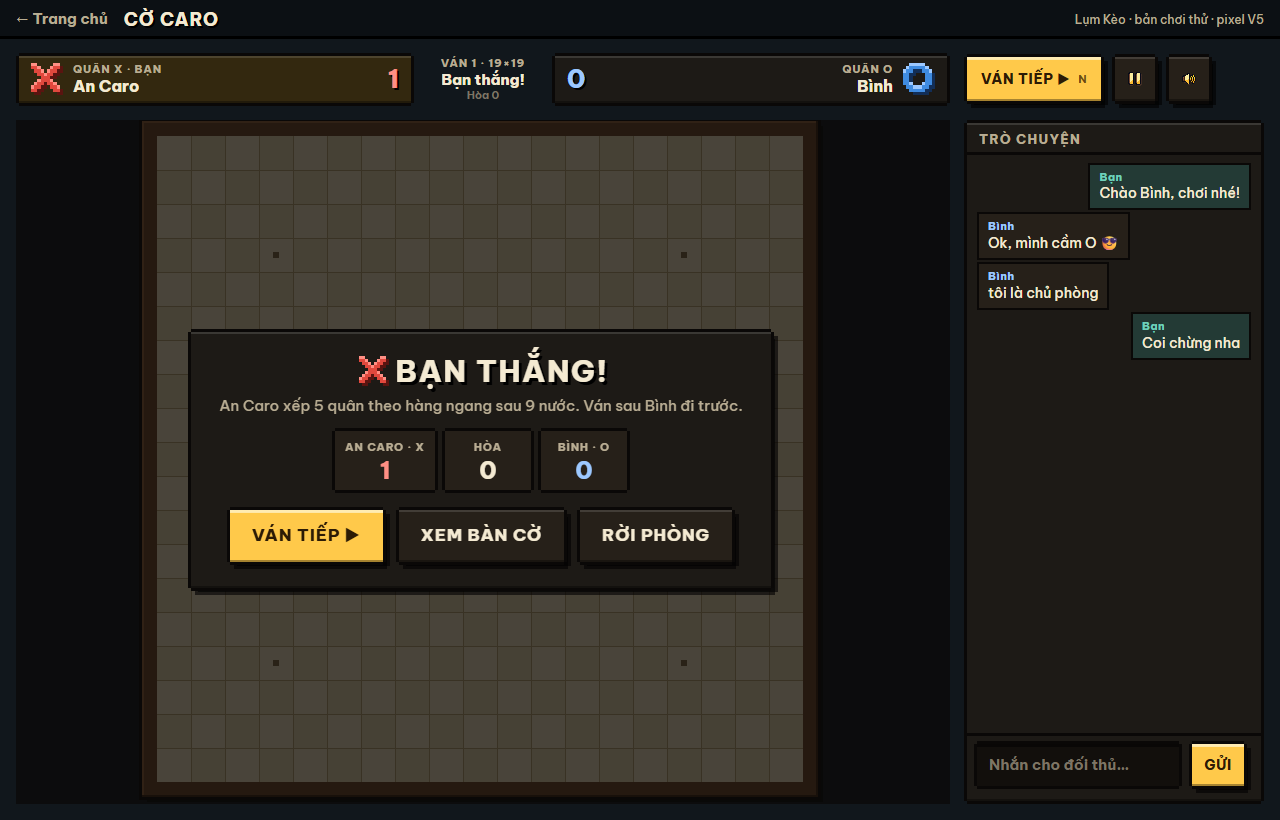 ← Trang chủ CỜ CARO
Lụm Kèo · bản chơi thử · pixel V5
QUÂN X · BẠN
An Caro
1
VÁN 1 · 19×19
Bạn thắng!
Hòa 0
0
QUÂN O
Bình
VÁN TIẾP ▶ N
TRÒ CHUYỆN
Bạn
Chào Bình, chơi nhé!
Bình
Ok, mình cầm O 😎
Bình
tôi là chủ phòng
Bạn
Coi chừng nha
BẠN THẮNG!
An Caro xếp 5 quân theo hàng ngang sau 9 nước. Ván sau Bình đi trước.
AN CARO · X
1
HÒA
0
BÌNH · O
0
VÁN TIẾP ▶
XEM BÀN CỜ
RỜI PHÒNG
Nhắn cho đối thủ...
GỬI